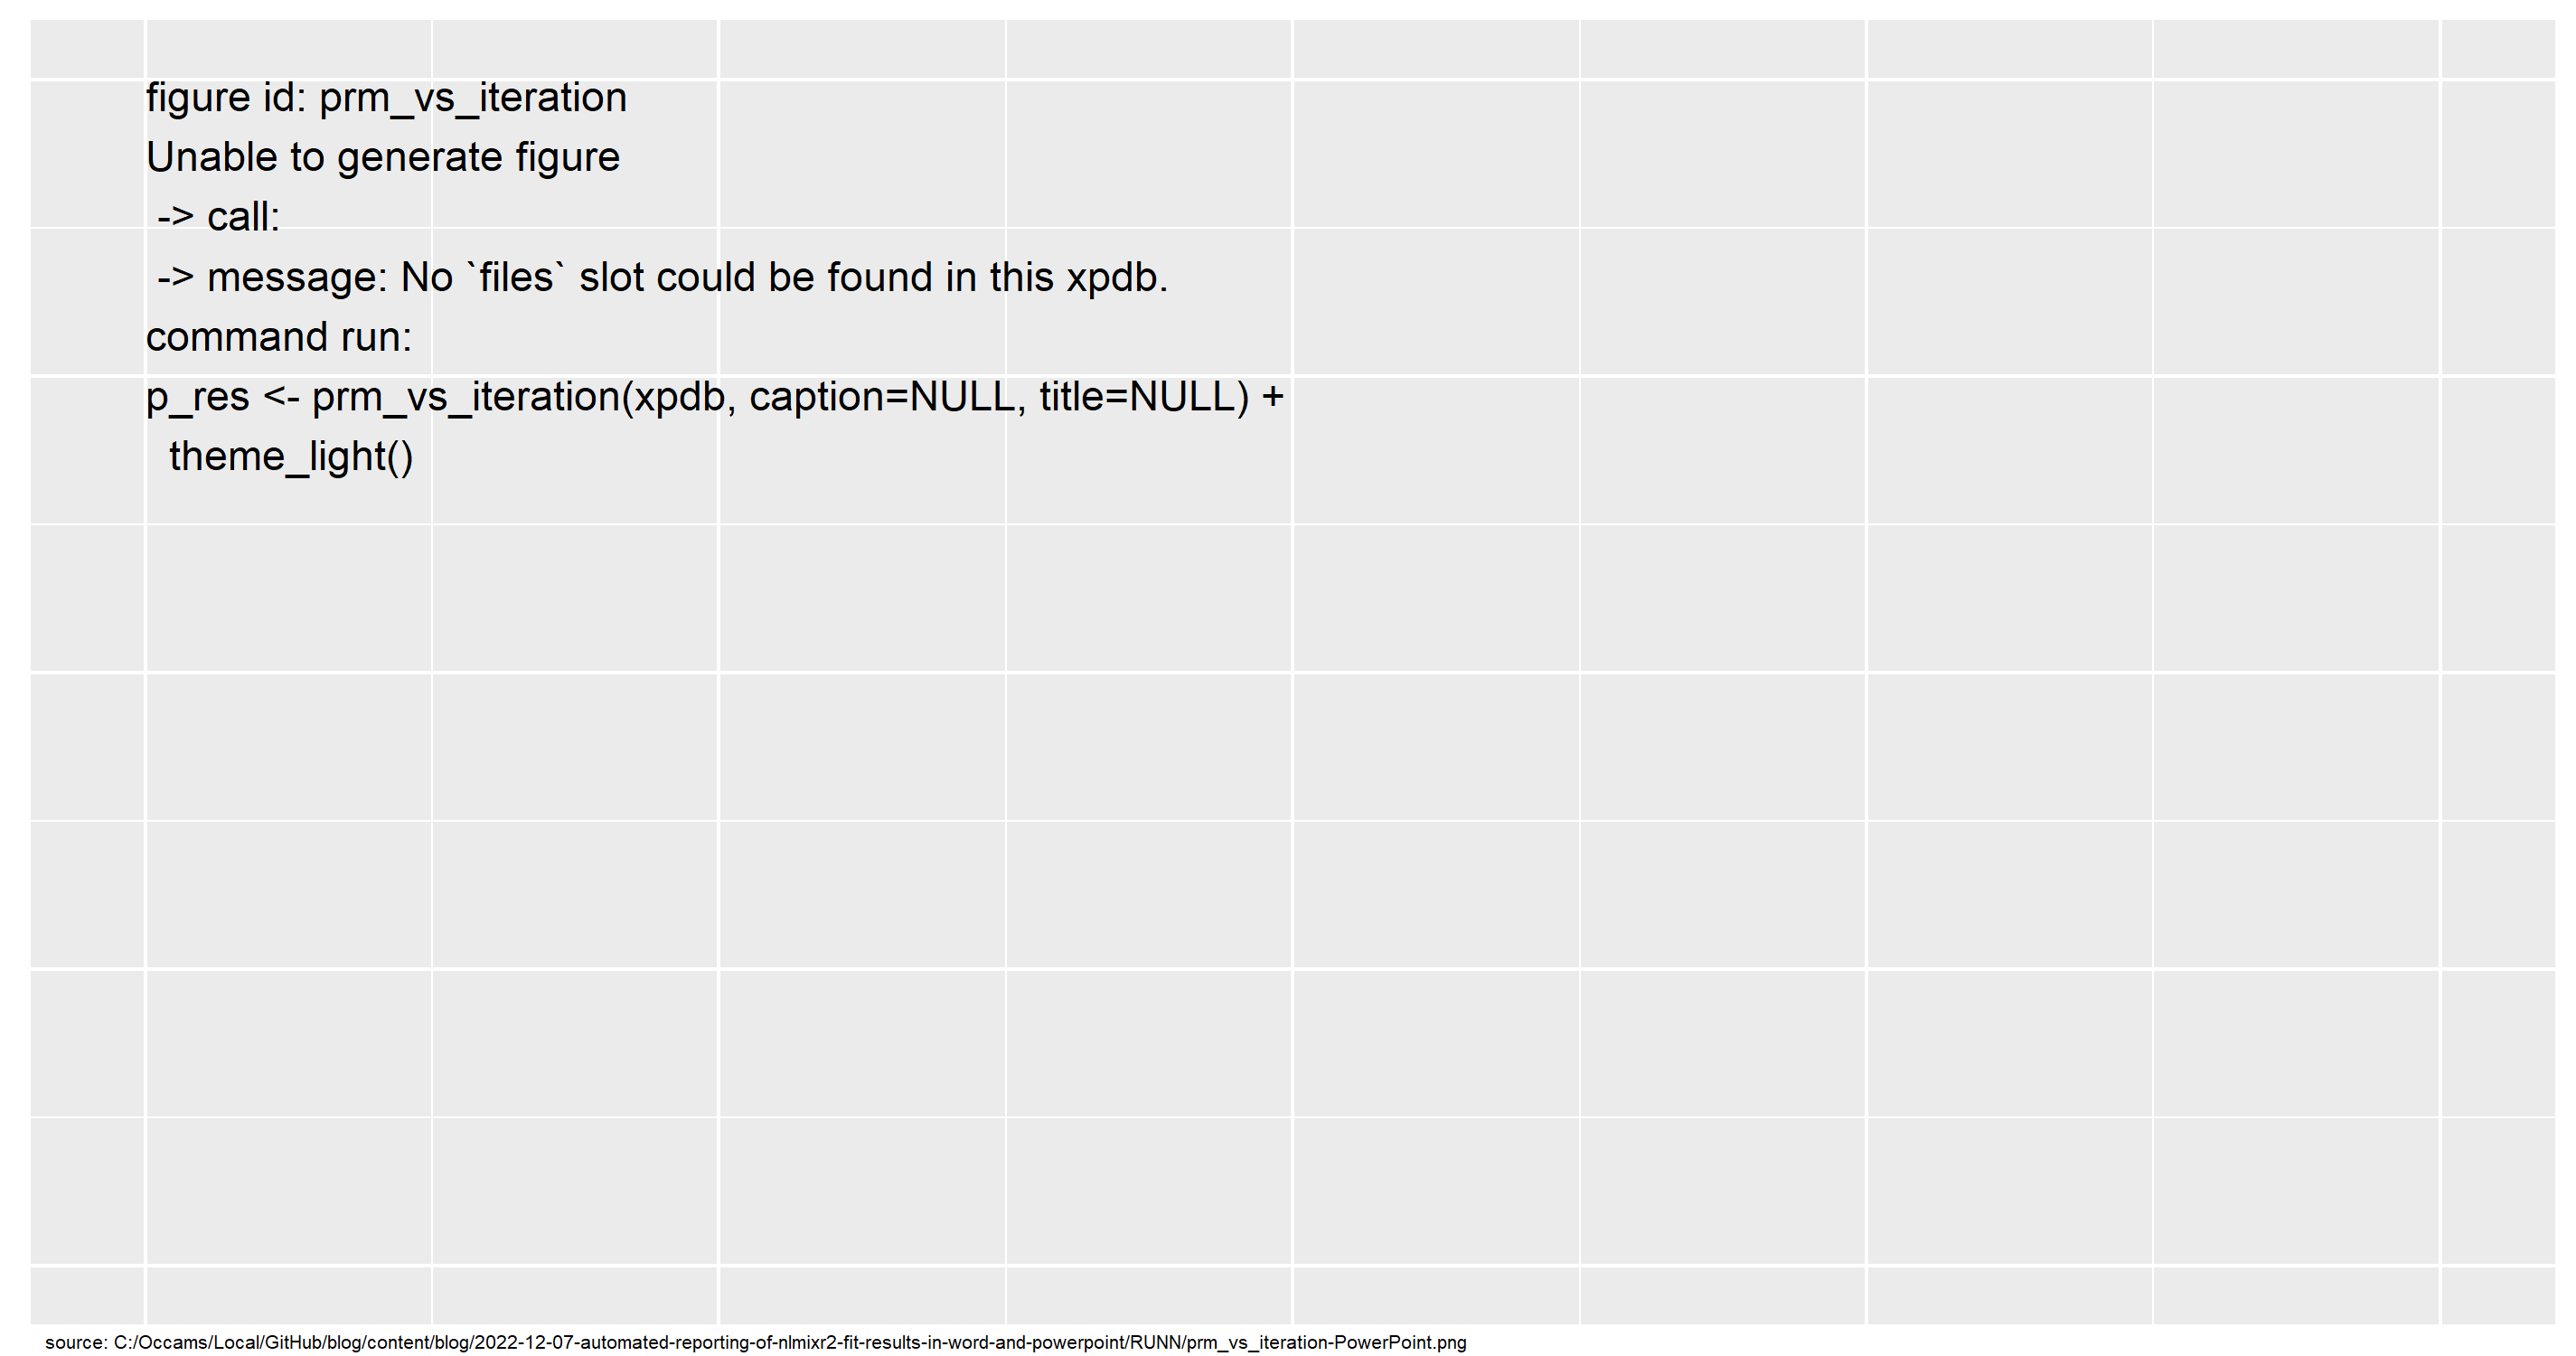 figure id: prm_vs_iteration
Unable to generate figure
 -> call:
 -> message: No `files` slot could be found in this xpdb.
command run:
p_res <- prm_vs_iteration(xpdb, caption=NULL, title=NULL) +
  theme_light()
source: C:/Occams/Local/GitHub/blog/content/blog/2022-12-07-automated-reporting-of-nlmixr2-fit-results-in-word-and-powerpoint/RUNN/prm_vs_iteration-PowerPoint.png